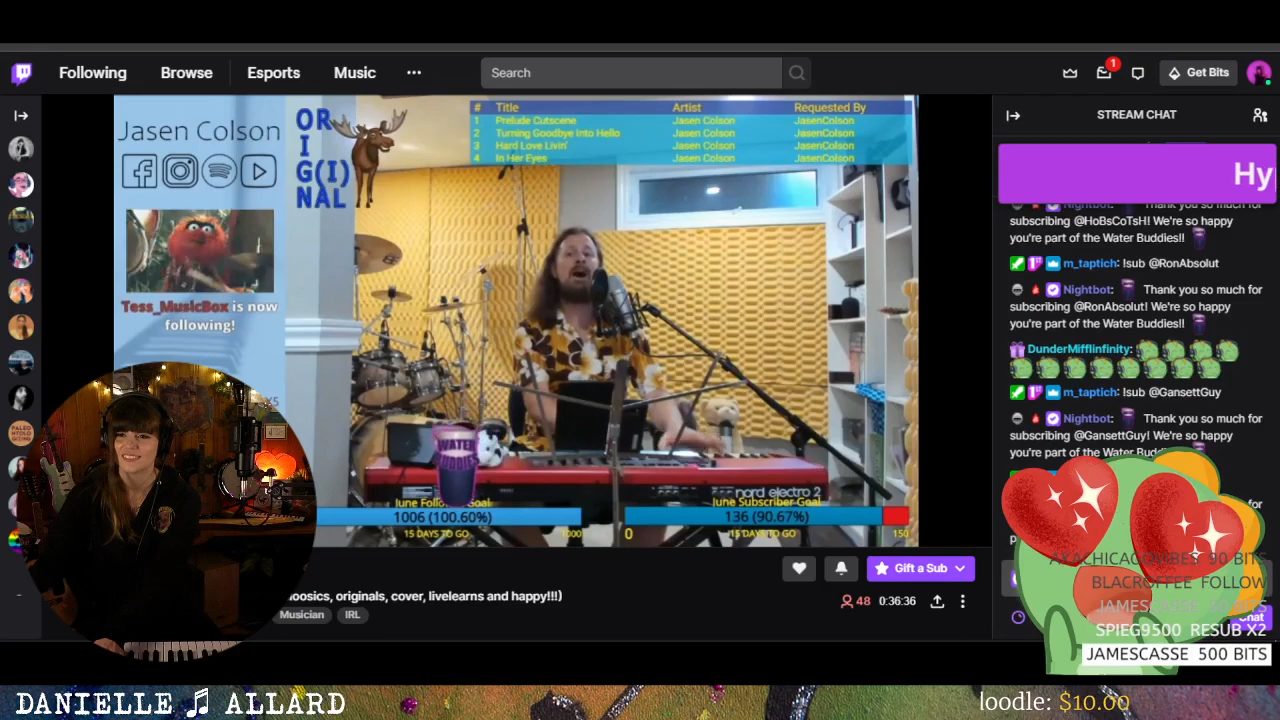 Following
Browse
Esports
Music
Search
1
Get Bits
Jasen Colson
OR
I
G(I)
NAL
# Title Artist Requested By
1 Prelude Cutscene Jasen Colson JasenColson
2 Turning Goodbye Into Hello Jasen Colson JasenColson
3 Hard Love Livin' Jasen Colson JasenColson
4 In Her Eyes Jasen Colson JasenColson
Tess_MusicBox is now
following!
WATER
BUDDIES
nord electro 2
1006 (100.60%)
15 DAYS TO GO
1000
June Subscriber Goal
136 (90.67%)
0
15 DAYS TO GO
150
Gift a Sub
oosics, originals, cover, livelearns and happy!!!)
Musician
IRL
48
0:36:36
STREAM CHAT
Hy
Nightbot: Thank you so much for
subscribing @HoBsCoTsH! We're so happy
you're part of the Water Buddies!!
m_taptich: !sub @RonAbsolut
Nightbot: Thank you so much for
subscribing @RonAbsolut! We're so happy
you're part of the Water Buddies!!
DunderMifflinfinity:
m_taptich: !sub @GansettGuy
Nightbot: Thank you so much for
subscribing @GansettGuy! We're so happy
you're part of the Water Buddies!!
BLACROFFEE FOLLOW
SPIEG9500 RESUB X2
Chat
JAMESCASSE 500 BITS
DANIELLE ALLARD
loodle: $10.00